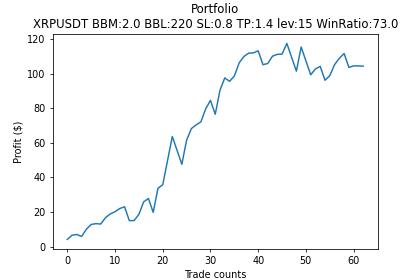 Portfolio
XRPUSDT BBM:2.0 BBL:220 SL:0.8 TP:1.4 lev:15 WinRatio:73.0
120
100
80
60
40
20
0
Profit ($)
0 10 20 30 40 50 60
Trade counts